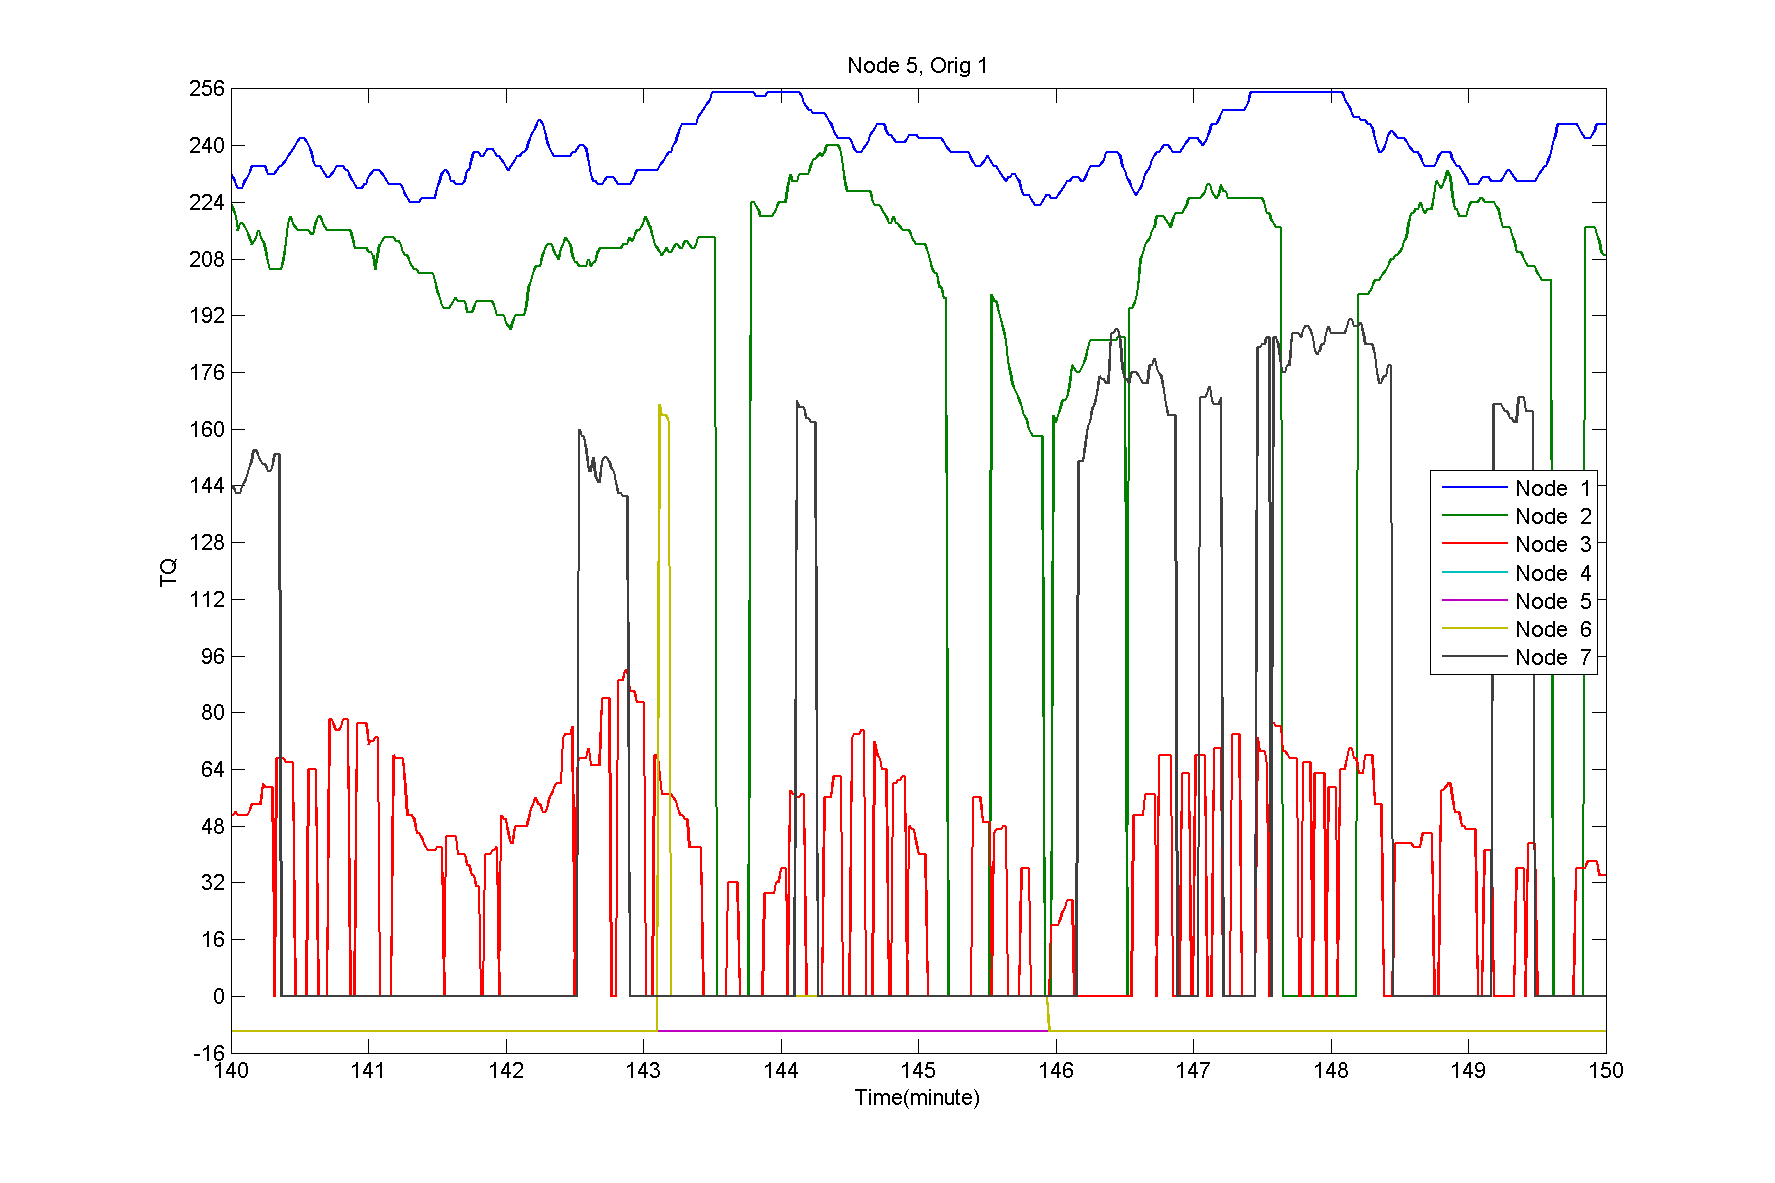 Node 5, Orig 1
256
240
224
208
192
176
160
144
128
112
96
80
64
48
32
16
0
-16
TQ
Node 1
Node 2
Node 3
Node 4
Node 5
Node 6
Node 7
140 141 142 143 144 145 146 147 148 149 150
Time(minute)